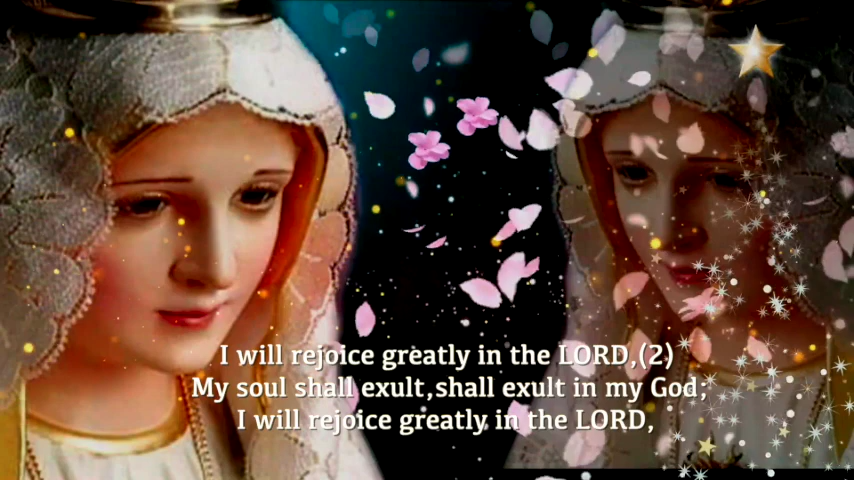 I will rejoice greatly in the LORD,(2)
My soul shall exult,shall exult in my God;
I will rejoice greatly in the LORD,